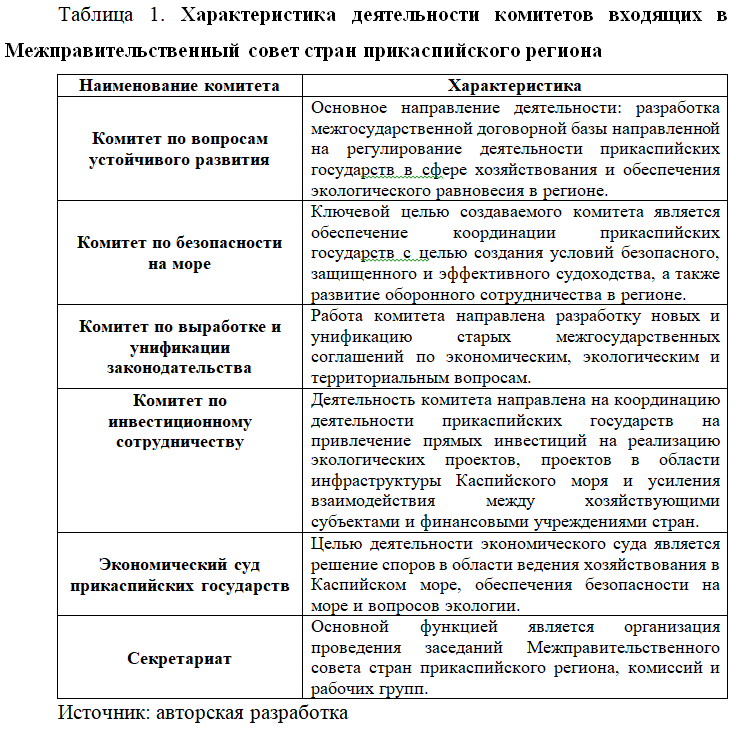 Таблица 1. Характеристика деятельности комитетов входящих в
Межправительственный совет стран прикаспийского региона
Наименование комитета
Характеристика
Комитет по вопросам
устойчивого развития
Основное направление деятельности: разработка
межгосударственной договорной базы направленной
на регулирование деятельности прикаспийских
государств в сфере хозяйствования и обеспечения
экологического равновесия в регионе.
Комитет по безопасности
на море
Ключевой целью создаваемого комитета является
обеспечение координации прикаспийских
государств с целью создания условий безопасного,
защищенного и эффективного судоходства, а также
развитие оборонного сотрудничества в регионе.
Комитет по выработке и
унификации
законодательства
Работа комитета направлена разработку новых и
унификацию старых межгосударственных
соглашений по экономическим, экологическим и
территориальным вопросам.
Комитет по
инвестиционному
сотрудничеству
Деятельность комитета направлена на координацию
деятельности прикаспийских государств на
привлечение прямых инвестиций на реализацию
экологических проектов, проектов в области
инфраструктуры Каспийского моря и усиления
взаимодействия между хозяйствующими
субъектами и финансовыми учреждениями стран.
Экономический суд
прикаспийских государств
Целью деятельности экономического суда является
решение споров в области ведения хозяйствования в
Каспийском море, обеспечения безопасности на
море и вопросов экологии.
Секретариат
Основной функцией является организация
проведения заседаний Межправительственного
совета стран прикаспийского региона, комиссий и
рабочих групп.
Источник: авторская разработка